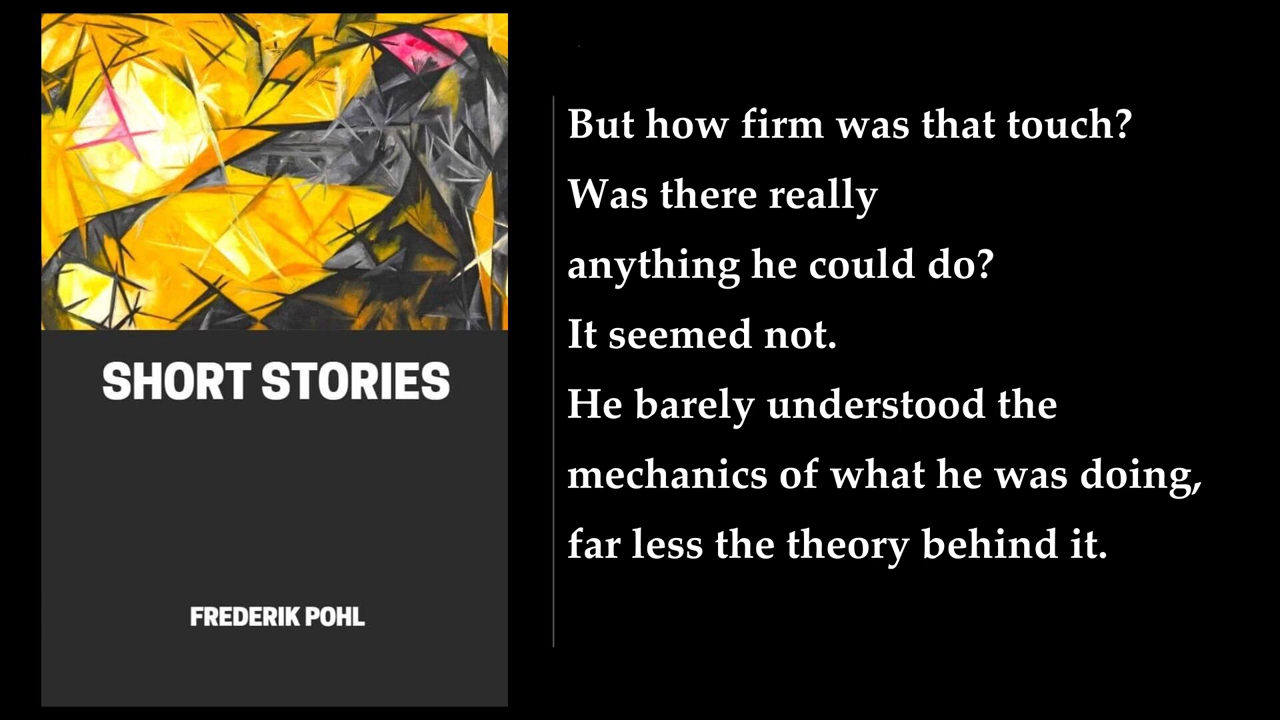 SHORT STORIES
FREDERIK POHL
But how firm was that touch?
Was there really
anything he could do?
It seemed not.
He barely understood the
mechanics of what he was doing,
far less the theory behind it.